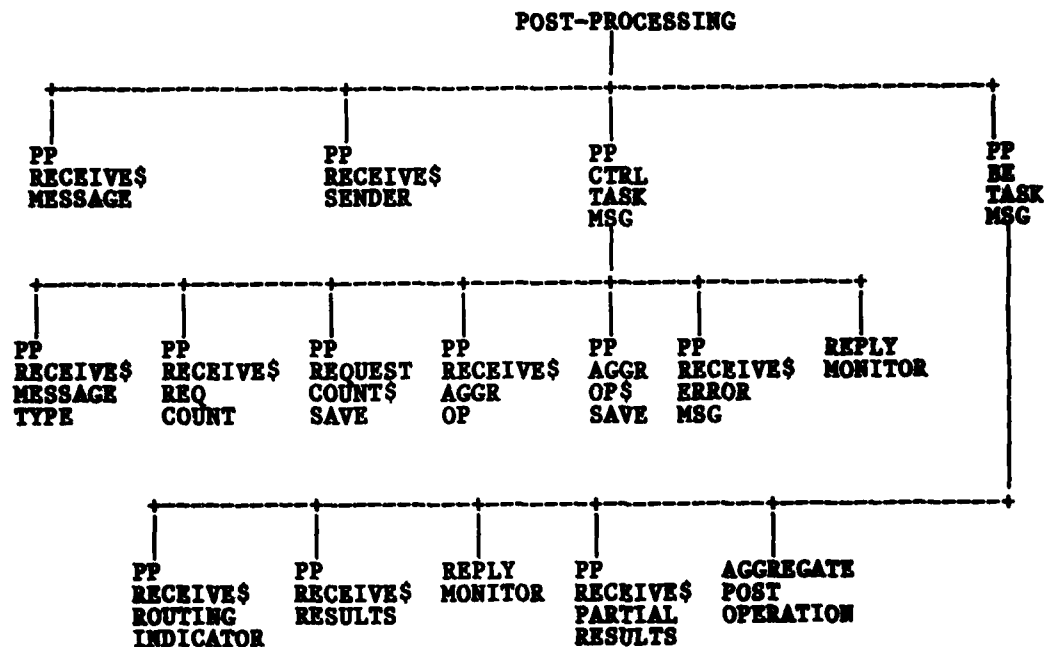 POST-PROCESSING
PP
RECEIVE$
MESSAGE
PP
RECEIVE$
SENDER
PP
CTRL
TASK
MSG
PP
BE
TASK
MSG
PP
RECEIVE$
MESSAGE
TYPE
PP
RECEIVE$
REQ
COUNT
PP
REQUEST
COUNT$
SAVE
PP
RECEIVE$
AGGR
OP
PP
AGGR
OP$
SAVE
PP
RECEIVE$
ERROR
MSG
REPLY
MONITOR
PP
RECEIVE$
ROUTING
INDICATOR
PP
RECEIVE$
RESULTS
REPLY
MONITOR
PP
RECEIVE$
PARTIAL
RESULTS
AGGREGATE
POST
OPERATION